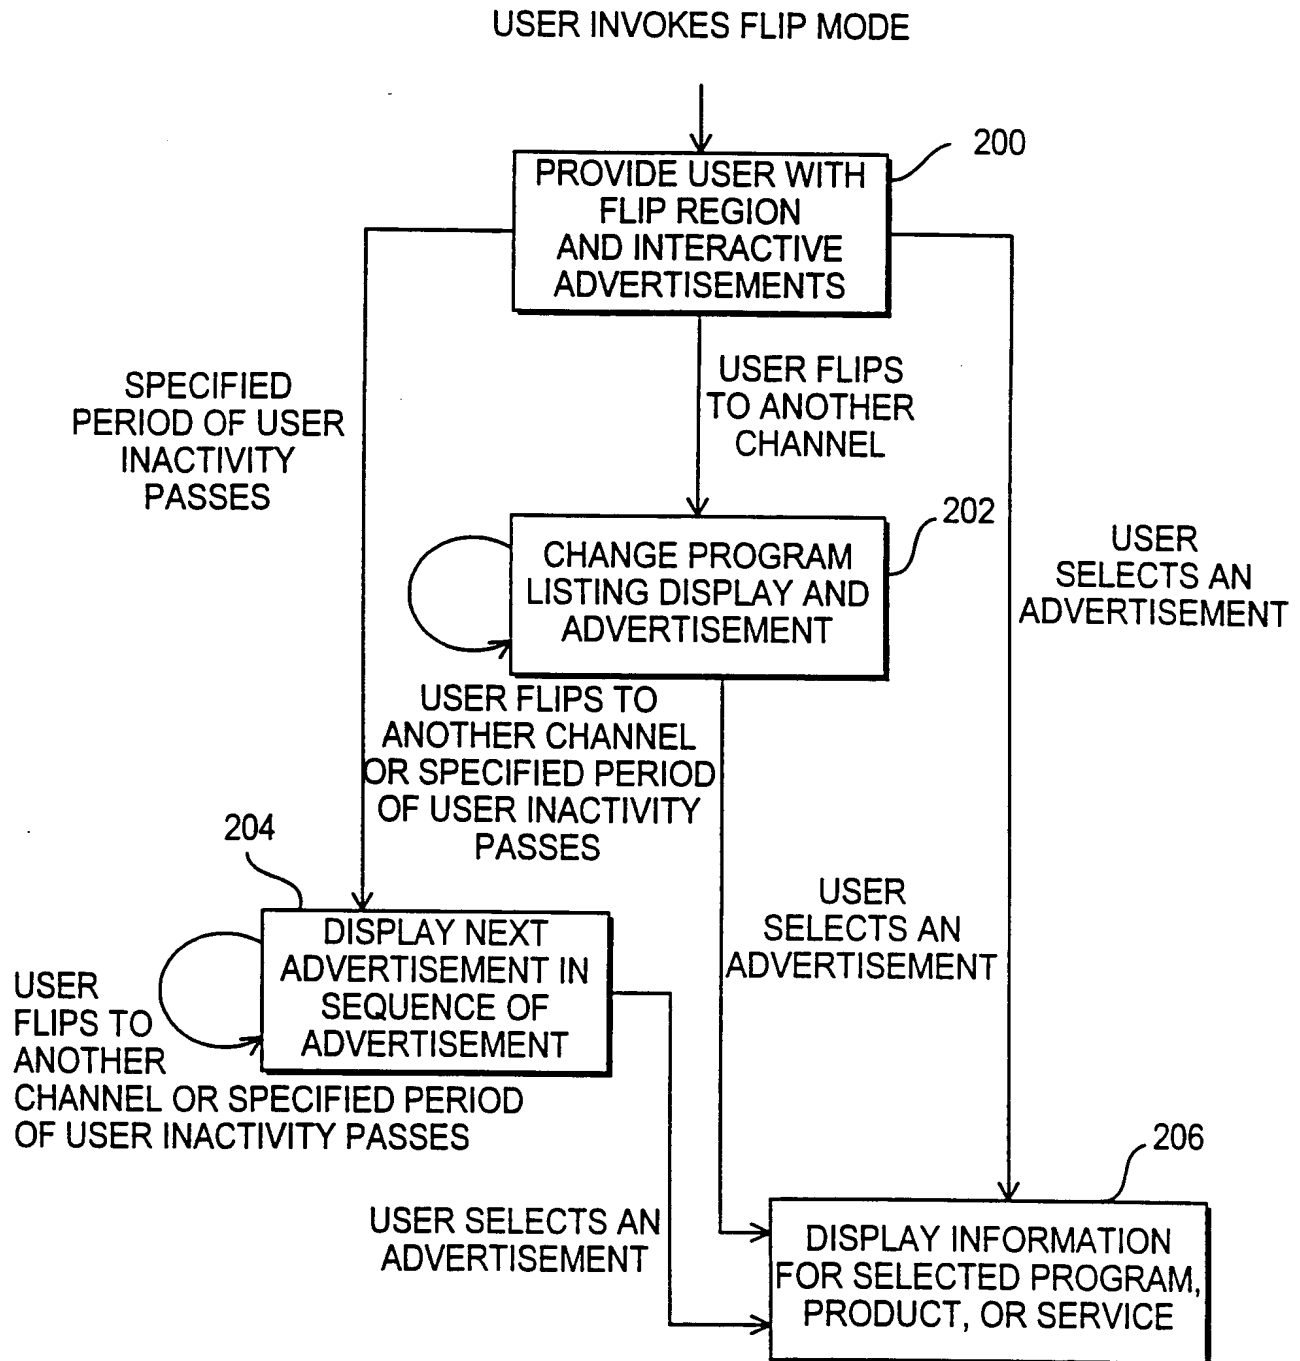 USER INVOKES FLIP MODE
200
PROVIDE USER WITH
FLIP REGION
AND INTERACTIVE
ADVERTISEMENTS
SPECIFIED
PERIOD OF USER
INACTIVITY
PASSES
USER FLIPS
TO ANOTHER
CHANNEL
202
CHANGE PROGRAM
LISTING DISPLAY AND
ADVERTISEMENT
USER
SELECTS AN
ADVERTISEMENT
USER FLIPS TO
ANOTHER CHANNEL
OR SPECIFIED PERIOD
OF USER INACTIVITY
PASSES
204
DISPLAY NEXT
ADVERTISEMENT IN
SEQUENCE OF
ADVERTISEMENT
USER
SELECTS AN
ADVERTISEMENT
USER
FLIPS TO
ANOTHER
CHANNEL OR SPECIFIED PERIOD
OF USER INACTIVITY PASSES
206
USER SELECTS AN
ADVERTISEMENT
DISPLAY INFORMATION
FOR SELECTED PROGRAM,
PRODUCT, OR SERVICE